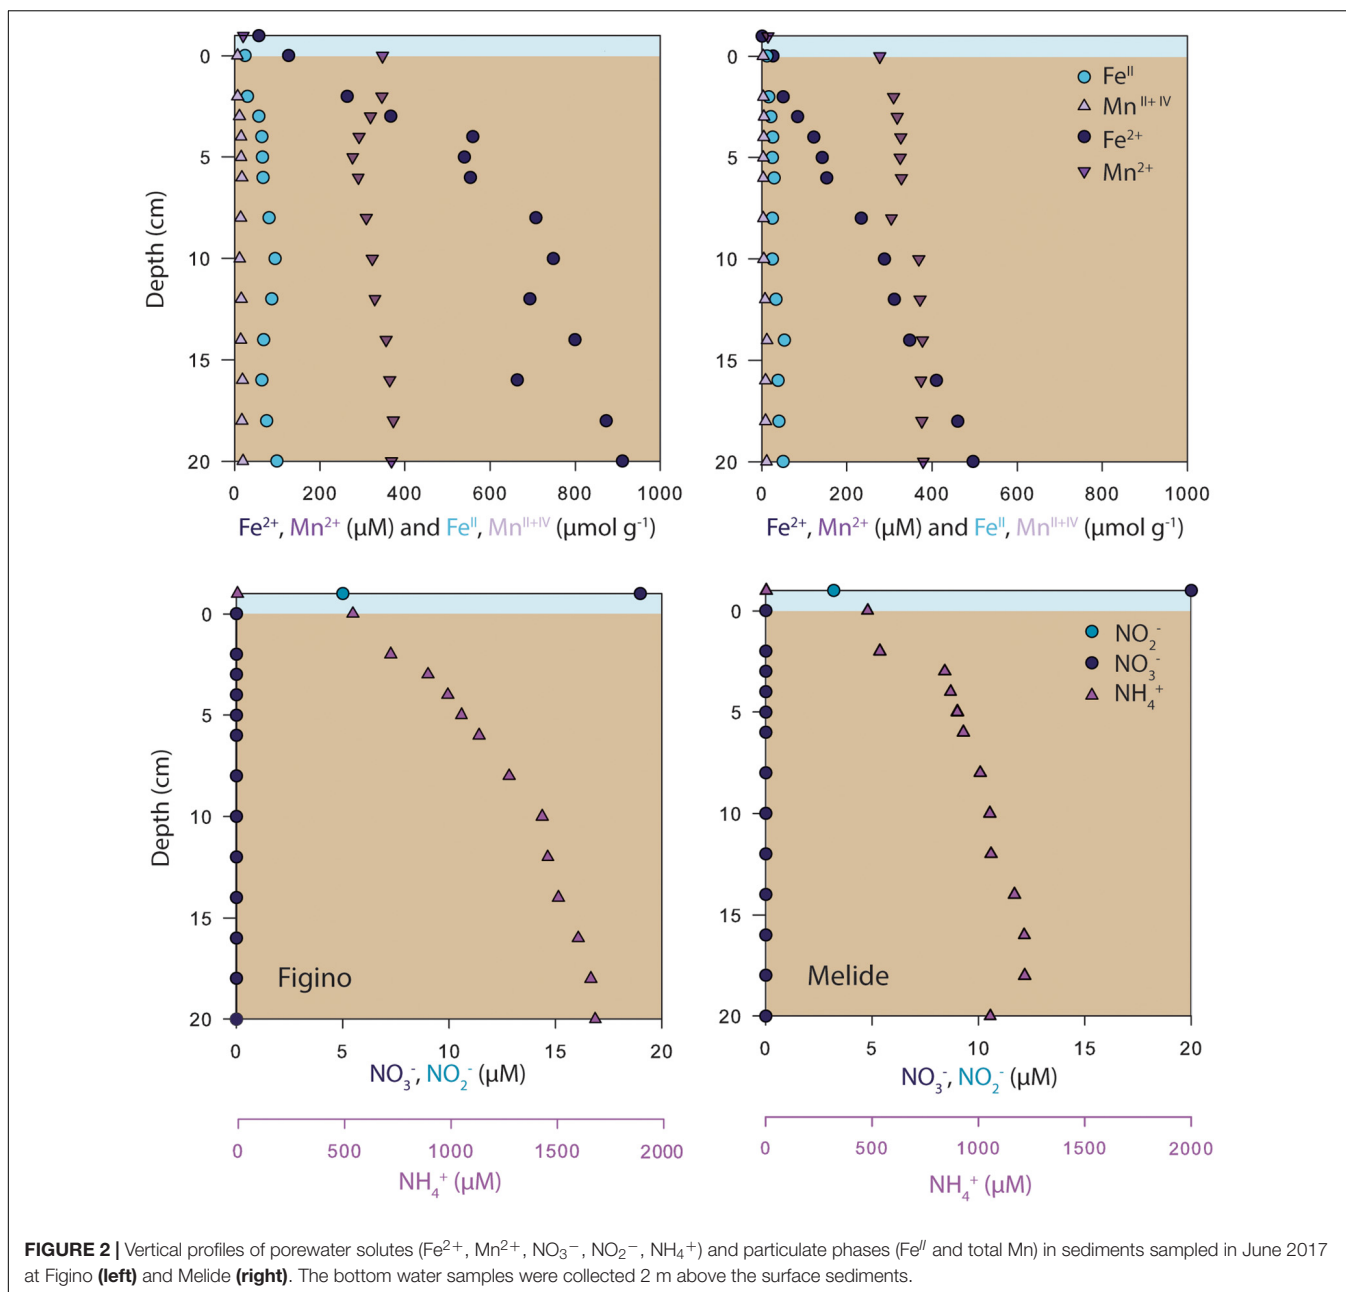 0
5
10
15
20
Depth (cm)
0 200 400 600 800 1000
Fe²⁺, Mn²⁺ (μM) and Feᴵᴵ, Mnᴵᴵ⁺ᴵⱽ (μmol g⁻¹)
0
5
10
15
20
Feᴵᴵ
Mnᴵᴵ⁺ ᴵⱽ
Fe²⁺
Mn²⁺
0 200 400 600 800 1000
Fe²⁺, Mn²⁺ (μM) and Feᴵᴵ, Mnᴵᴵ⁺ᴵⱽ (μmol g⁻¹)
0
5
10
15
20
Depth (cm)
Figino
0 5 10 15 20
NO₃⁻, NO₂⁻ (μM)
0 500 1000 1500 2000
NH₄⁺ (μM)
0
5
10
15
20
NO₂⁻
NO₃⁻
NH₄⁺
Melide
0 5 10 15 20
NO₃⁻, NO₂⁻ (μM)
0 500 1000 1500 2000
NH₄⁺ (μM)
FIGURE 2 | Vertical profiles of porewater solutes (Fe²⁺, Mn²⁺, NO₃⁻, NO₂⁻, NH₄⁺) and particulate phases (Feᴵᴵ and total Mn) in sediments sampled in June 2017
at Figino (left) and Melide (right). The bottom water samples were collected 2 m above the surface sediments.